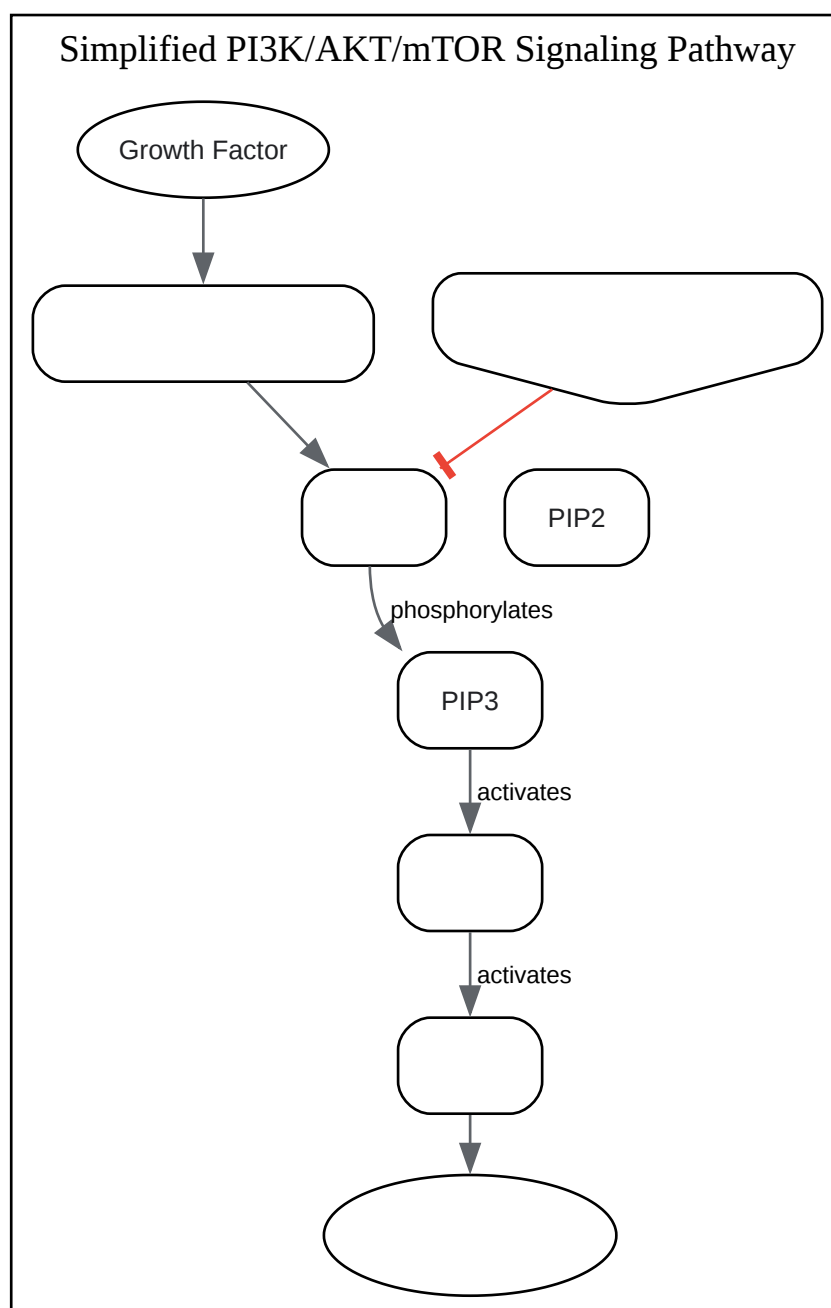 Simplified PI3K/AKT/mTOR Signaling Pathway
Growth Factor
PIP2
phosphorylates
PIP3
activates
activates